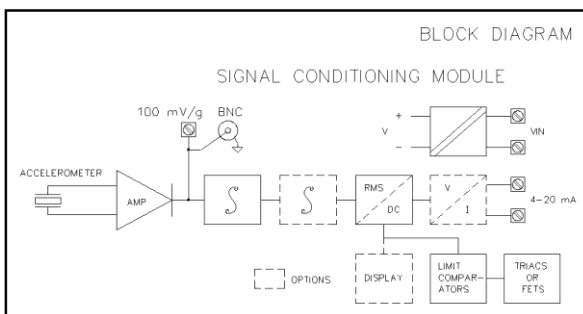 BLOCK DIAGRAM
SIGNAL CONDITIONING MODULE
100 mV/g
BNC
+
V
−
VIN
ACCELEROMETER
AMP
∫
∫
RMS
DC
V
I
4-20 mA
OPTIONS
DISPLAY
LIMIT
COMPAR-
ATORS
TRIACS
OR
FETS